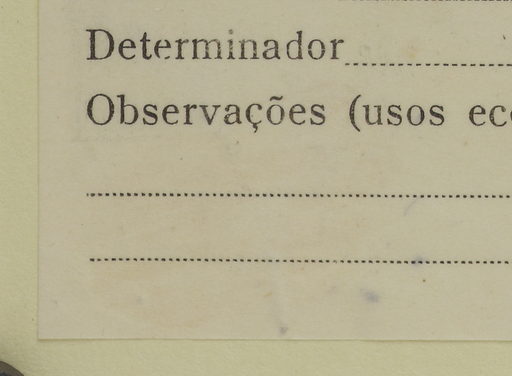 Determinador
Observações (usos